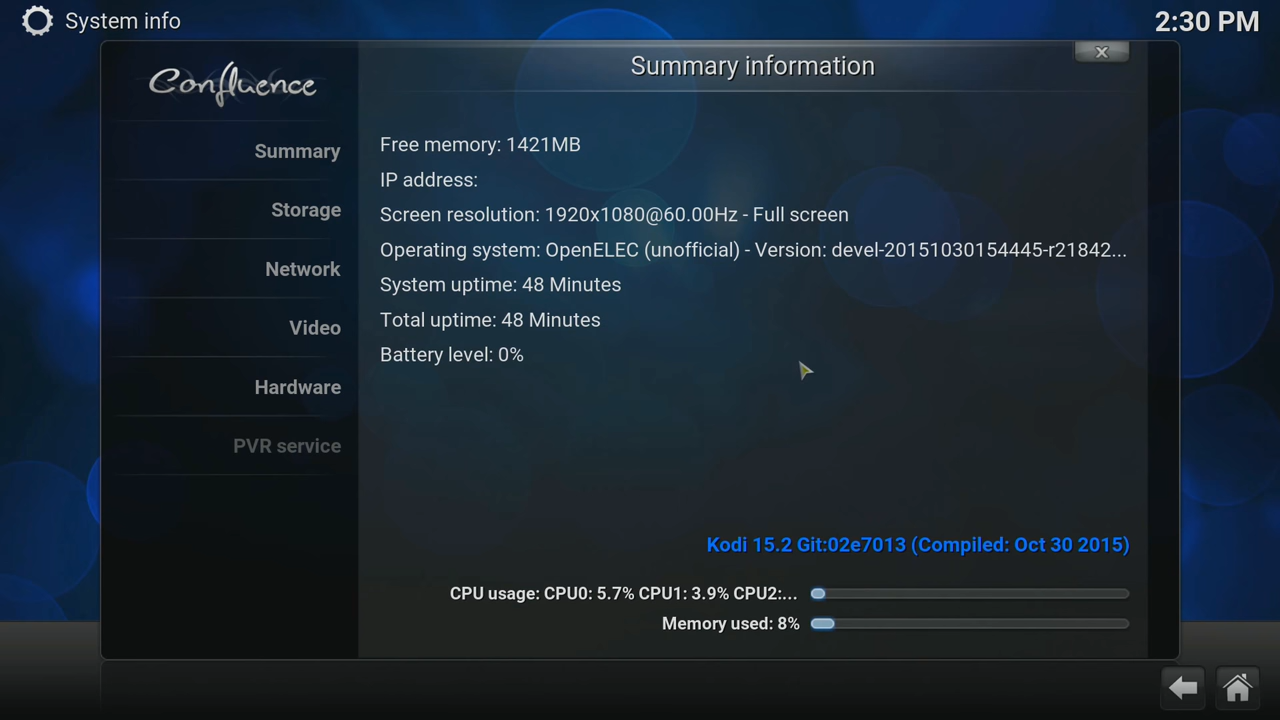 System info
2:30 PM
Confluence
Summary information
Summary
Storage
Network
Video
Hardware
PVR service
Free memory: 1421MB
IP address:
Screen resolution: 1920x1080@60.00Hz - Full screen
Operating system: OpenELEC (unofficial) - Version: devel-20151030154445-r21842...
System uptime: 48 Minutes
Total uptime: 48 Minutes
Battery level: 0%
Kodi 15.2 Git:02e7013 (Compiled: Oct 30 2015)
CPU usage: CPU0: 5.7% CPU1: 3.9% CPU2:...
Memory used: 8%